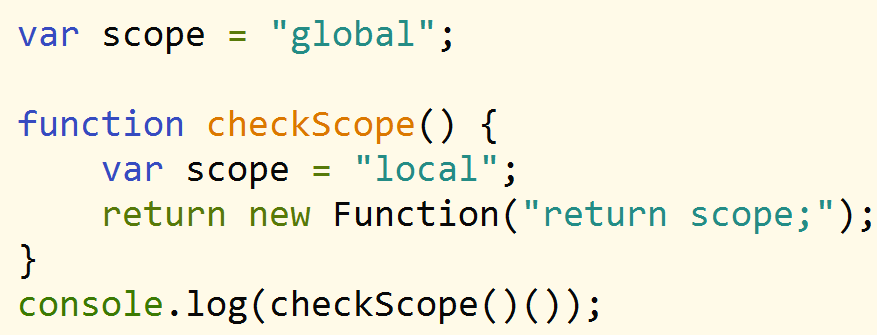 var scope = "global";
function checkScope() {
    var scope = "local";
    return new Function("return scope;");
}
console.log(checkScope()());